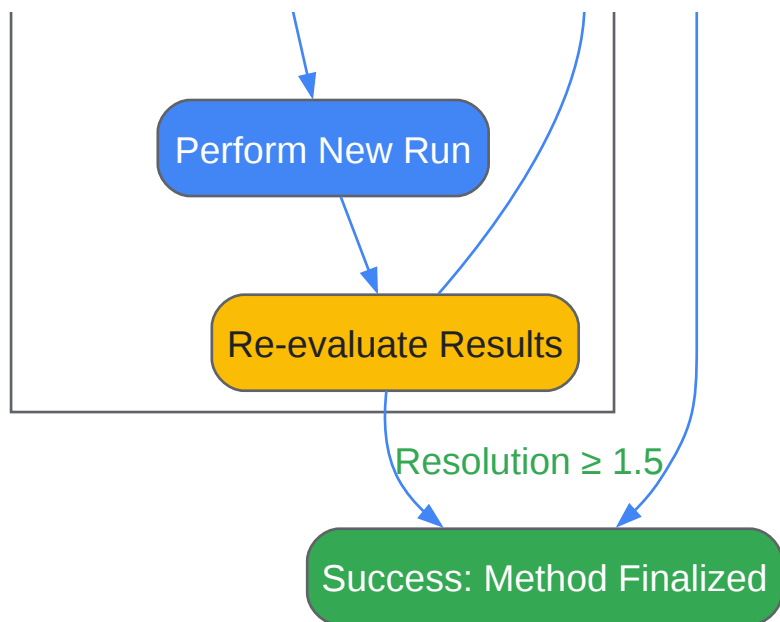 Perform New Run
Re-evaluate Results
Resolution ≥ 1.5
Success: Method Finalized